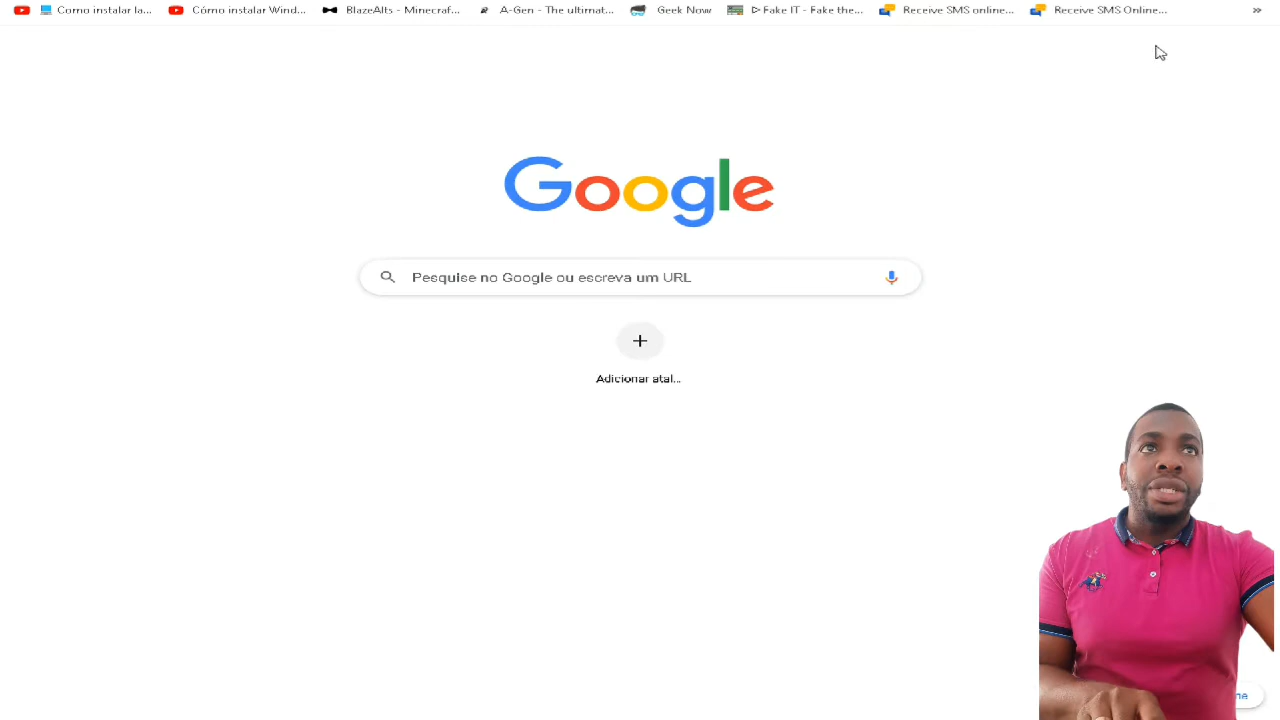 Como instalar la...
Cómo instalar Wind...
BlazeAlts - Minecraf...
A-Gen - The ultimat...
Geek Now
Fake IT - Fake the...
Receive SMS online...
Receive SMS Online...
»
Google
Pesquise no Google ou escreva um URL
Adicionar atal...